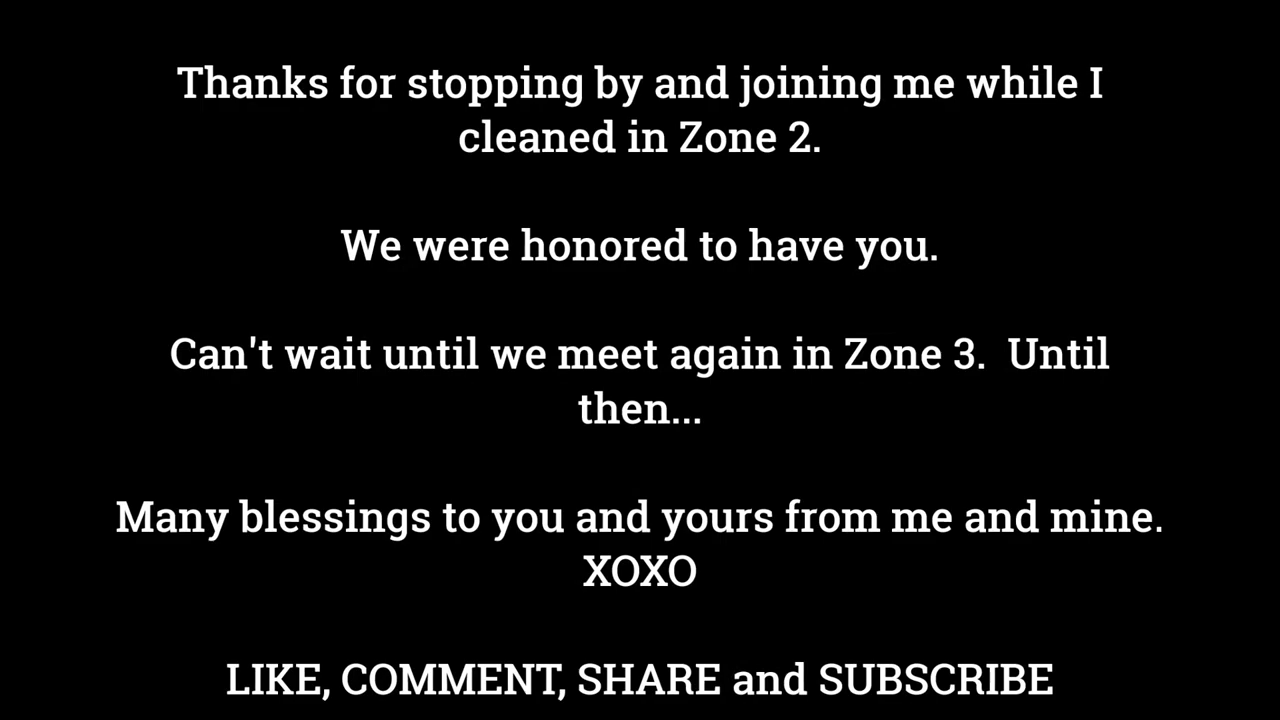 Thanks for stopping by and joining me while I
cleaned in Zone 2.
We were honored to have you.
Can't wait until we meet again in Zone 3.  Until
then...
Many blessings to you and yours from me and mine.
XOXO
LIKE, COMMENT, SHARE and SUBSCRIBE